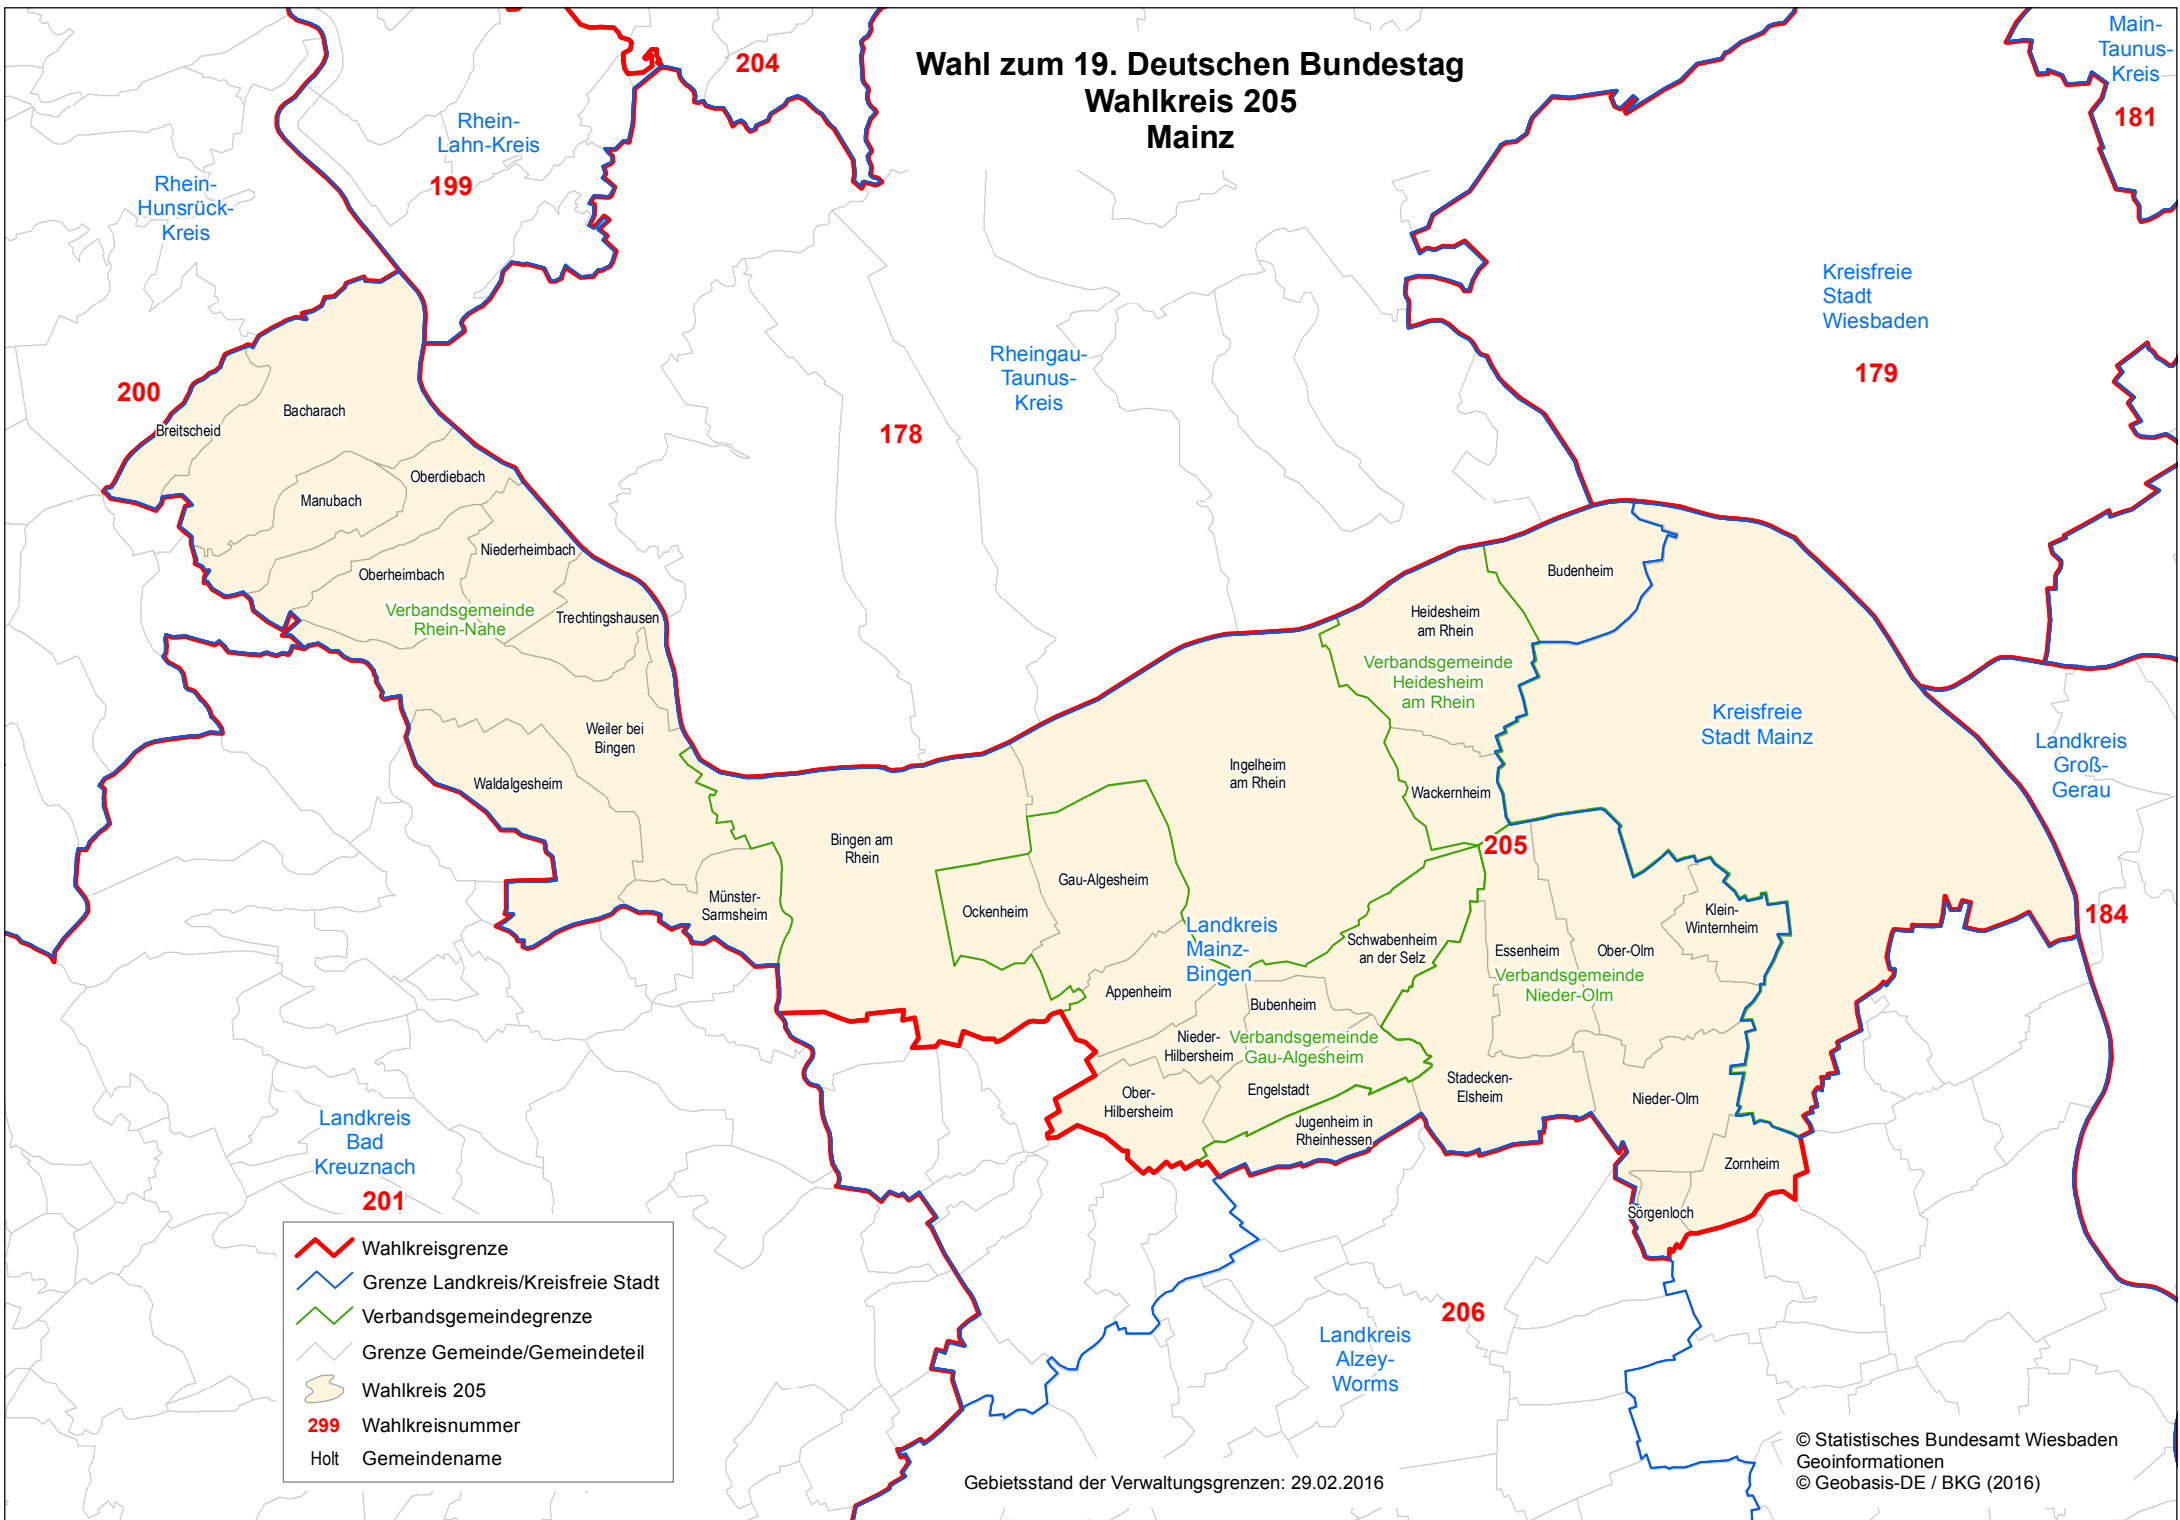 Wahl zum 19. Deutschen Bundestag
Wahlkreis 205
Mainz
204
Main-
Taunus-
Kreis
181
Rhein-
Lahn-Kreis
199
Rhein-
Hunsrück-
Kreis
200
Kreisfreie
Stadt
Wiesbaden
179
Rheingau-
Taunus-
Kreis
178
Bacharach
Breitscheid
Oberdiebach
Manubach
Niederheimbach
Oberheimbach
Verbandsgemeinde
Rhein-Nahe
Trechtingshausen
Weiler bei
Bingen
Waldalgesheim
Münster-
Sarmsheim
Bingen am
Rhein
Ockenheim
Gau-Algesheim
Ingelheim
am Rhein
Budenheim
Heidesheim
am Rhein
Verbandsgemeinde
Heidesheim
am Rhein
Wackernheim
Kreisfreie
Stadt Mainz
Landkreis
Groß-
Gerau
184
205
Landkreis
Mainz-
Bingen
Schwabenheim
an der Selz
Essenheim
Ober-Olm
Klein-
Winternheim
Verbandsgemeinde
Nieder-Olm
Appenheim
Bubenheim
Nieder-
Hilbersheim
Verbandsgemeinde
Gau-Algesheim
Ober-
Hilbersheim
Engelstadt
Jugenheim in
Rheinhessen
Stadecken-
Elsheim
Nieder-Olm
Zornheim
Sörgenloch
Landkreis
Bad
Kreuznach
201
206
Landkreis
Alzey-
Worms
Wahlkreisgrenze
Grenze Landkreis/Kreisfreie Stadt
Verbandsgemeindegrenze
Grenze Gemeinde/Gemeindeteil
Wahlkreis 205
299 Wahlkreisnummer
Holt Gemeindename
Gebietsstand der Verwaltungsgrenzen: 29.02.2016
© Statistisches Bundesamt Wiesbaden
Geoinformationen
© Geobasis-DE / BKG (2016)